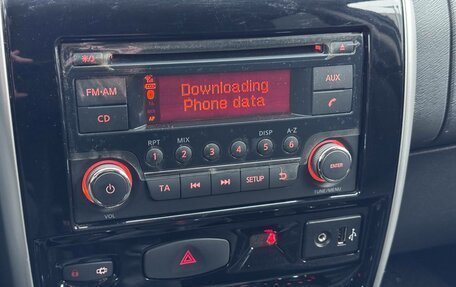 Downloading
Phone data
AF
FM·AM
AUX
CD
RPT
MIX
DISP
A-Z
1
2
3
4
5
6
ENTER
TA
SETUP
VOL
TUNE/MENU